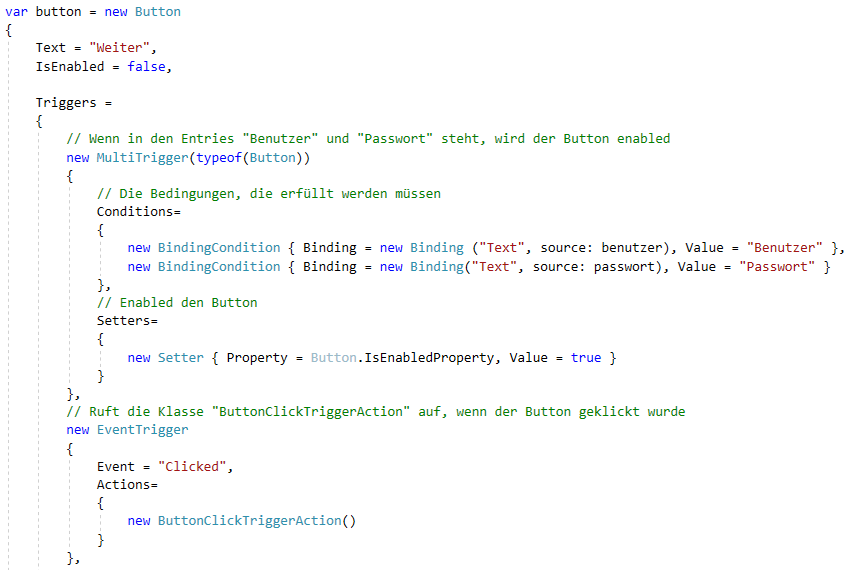 var button = new Button
{
    Text = "Weiter",
    IsEnabled = false,

    Triggers =
    {
        // Wenn in den Entries "Benutzer" und "Passwort" steht, wird der Button enabled
        new MultiTrigger(typeof(Button))
        {
            // Die Bedingungen, die erfüllt werden müssen
            Conditions=
            {
                new BindingCondition { Binding = new Binding ("Text", source: benutzer), Value = "Benutzer" },
                new BindingCondition { Binding = new Binding("Text", source: passwort), Value = "Passwort" }
            },
            // Enabled den Button
            Setters=
            {
                new Setter { Property = Button.IsEnabledProperty, Value = true }
            }
        },
        // Ruft die Klasse "ButtonClickTriggerAction" auf, wenn der Button geklickt wurde
        new EventTrigger
        {
            Event = "Clicked",
            Actions=
            {
                new ButtonClickTriggerAction()
            }
        },